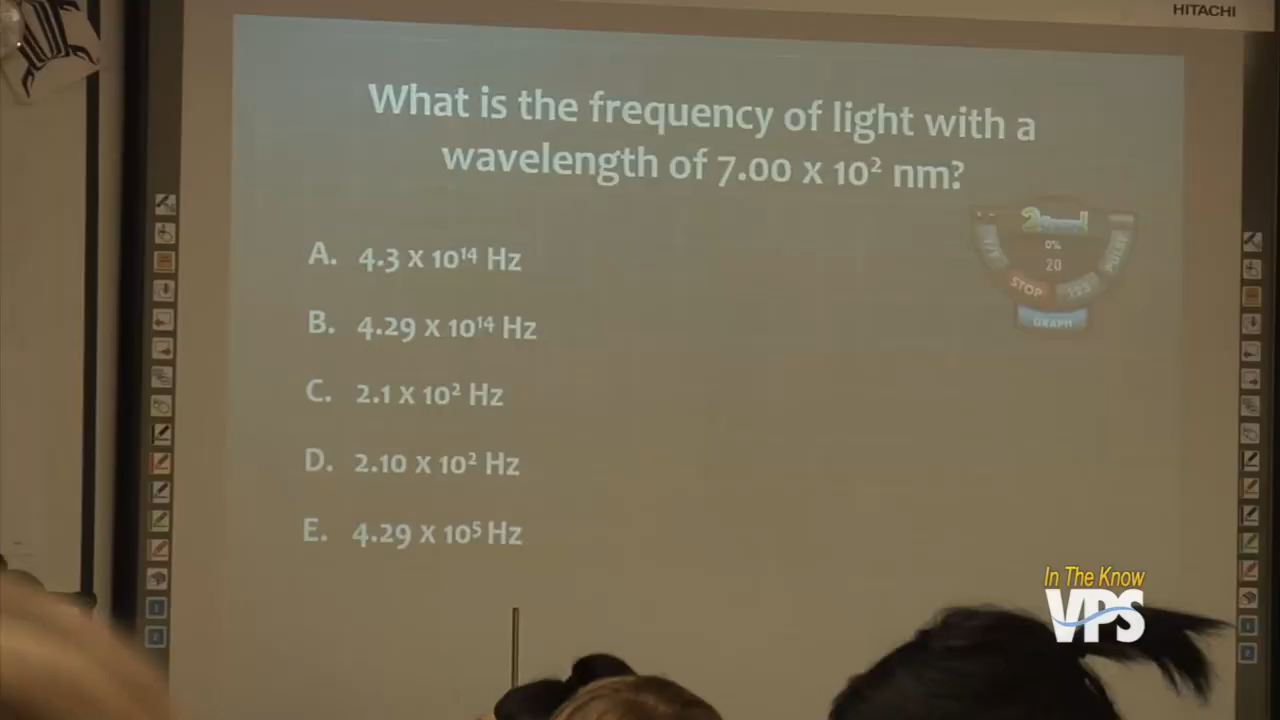 HITACHI
What is the frequency of light with a
wavelength of 7.00 x 10² nm?
A. 4.3 x 10¹⁴ Hz
B. 4.29 x 10¹⁴ Hz
C. 2.1 x 10² Hz
D. 2.10 x 10² Hz
E. 4.29 x 10⁵ Hz
0%
20
STOP
GRAPH
In The Know
VPS